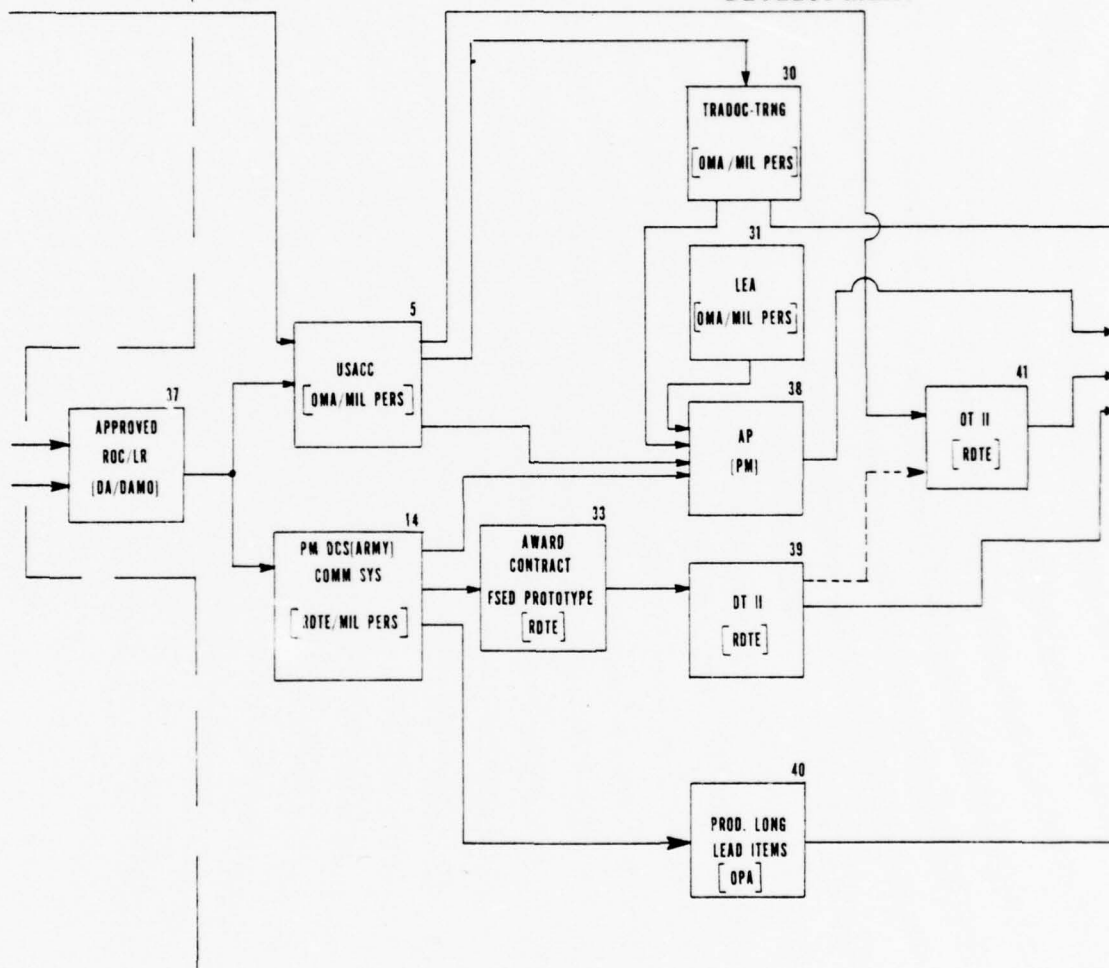 30
TRADOC-TRNG
[OMA/MIL PERS]
31
LEA
[OMA/MIL PERS]
5
USACC
[OMA/MIL PERS]
37
APPROVED
ROC/LR
[DA/DAMO]
38
AP
[PM]
41
OT II
[RDTE]
14
PM DCS[ARMY]
COMM SYS
[RDTE/MIL PERS]
33
AWARD
CONTRACT
FSED PROTOTYPE
[RDTE]
39
DT II
[RDTE]
40
PROD. LONG
LEAD ITEMS
[OPA]